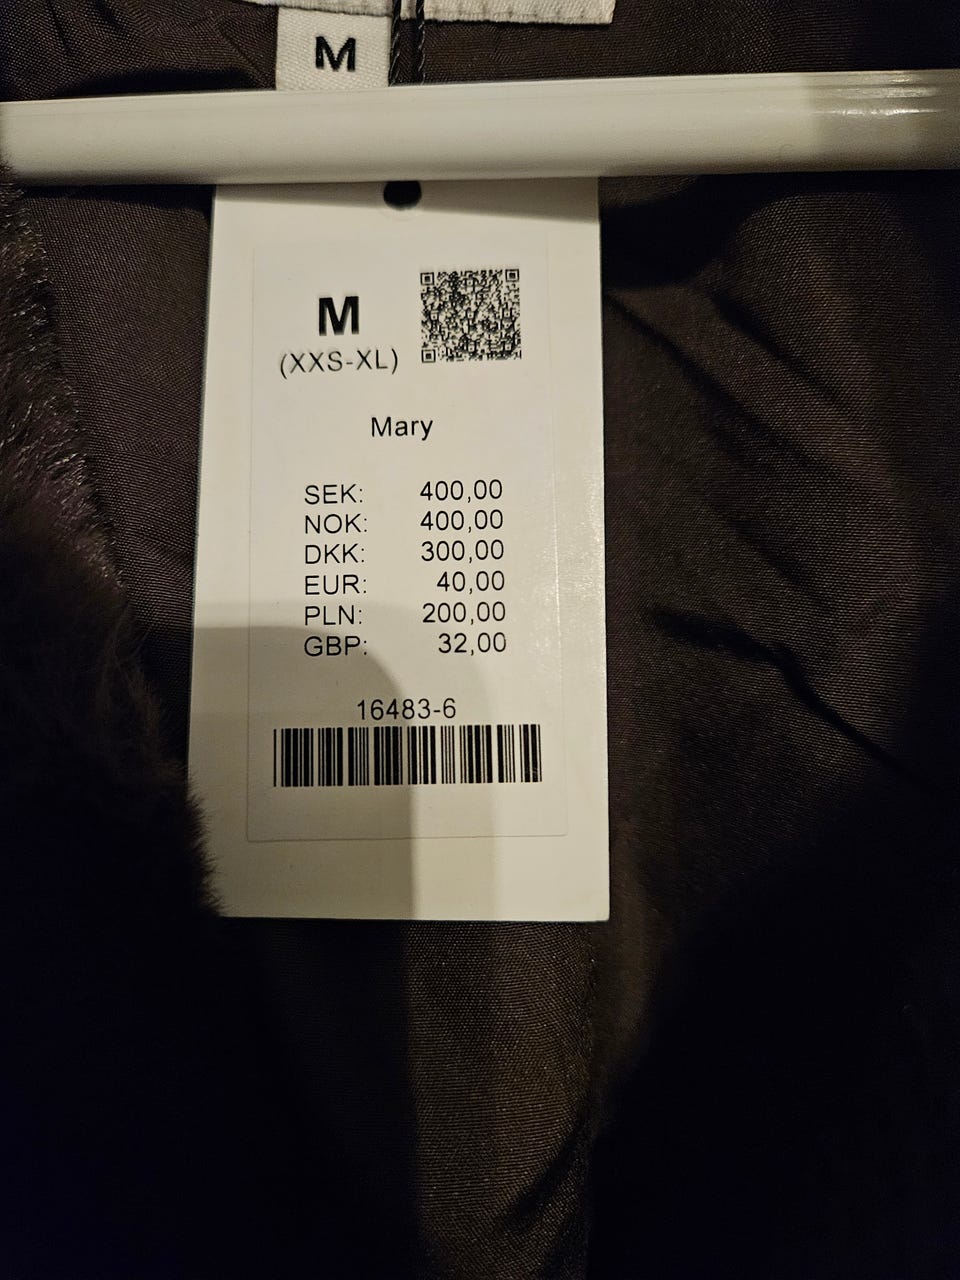 M
M
(XXS-XL)
Mary
SEK: 400,00
NOK: 400,00
DKK: 300,00
EUR: 40,00
PLN: 200,00
GBP: 32,00
16483-6